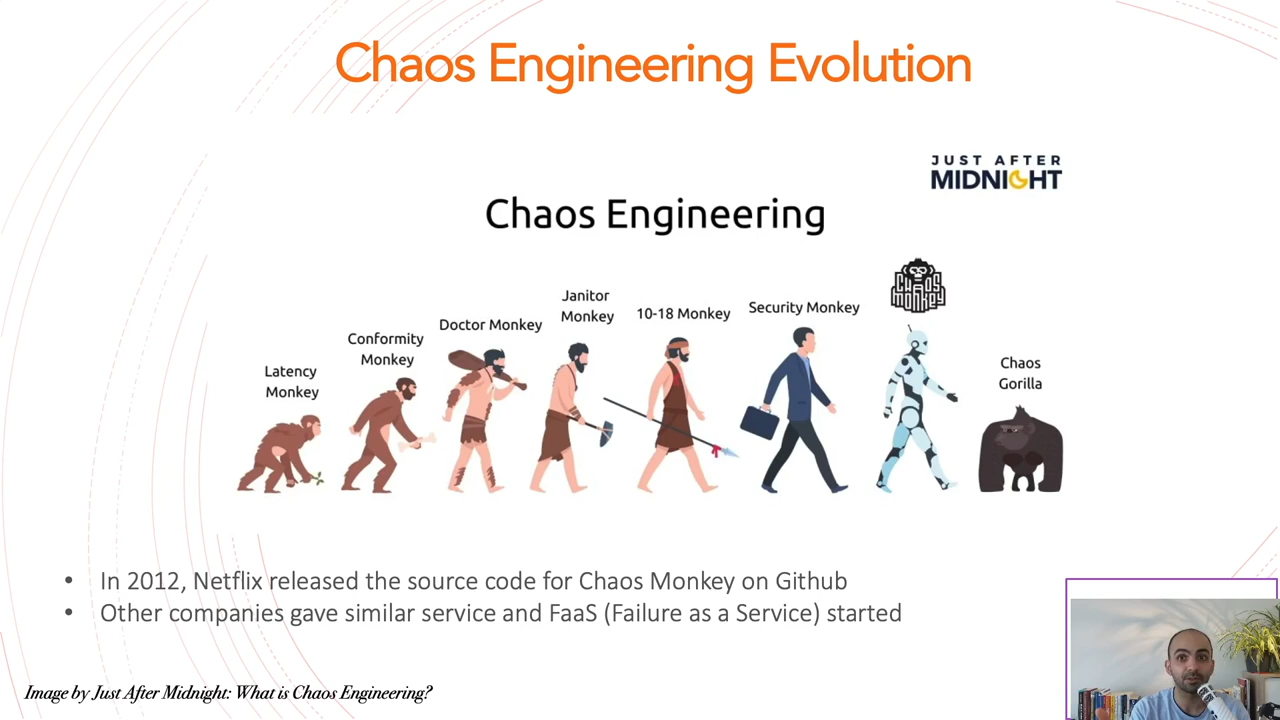 Chaos Engineering Evolution
JUST AFTER
MIDNIGHT
Chaos Engineering
Latency
Monkey
Conformity
Monkey
Doctor Monkey
Janitor
Monkey
10-18 Monkey
Security Monkey
CHAOS
MONKEY
Chaos
Gorilla
• In 2012, Netflix released the source code for Chaos Monkey on Github
• Other companies gave similar service and FaaS (Failure as a Service) started
Image by Just After Midnight: What is Chaos Engineering?